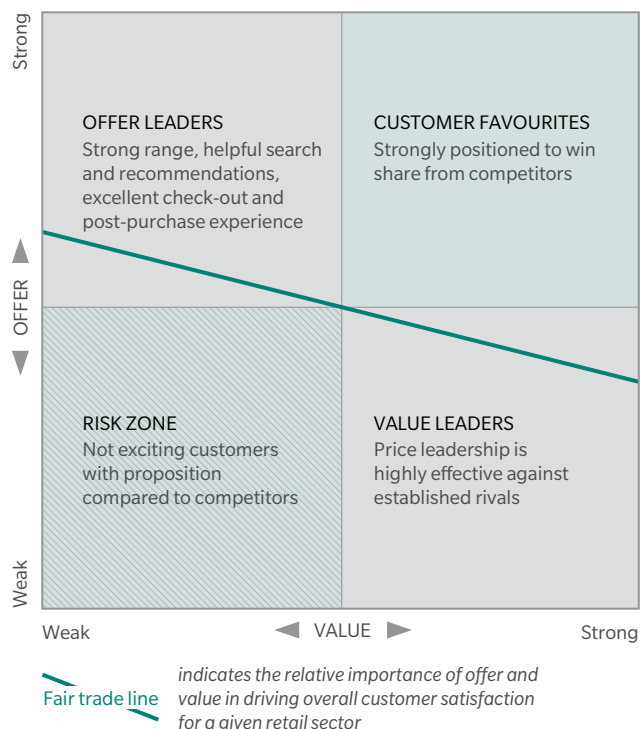 Strong
OFFER LEADERS
Strong range, helpful search
and recommendations,
excellent check-out and
post-purchase experience
CUSTOMER FAVOURITES
Strongly positioned to win
share from competitors
OFFER
RISK ZONE
Not exciting customers
with proposition
compared to competitors
VALUE LEADERS
Price leadership is
highly effective against
established rivals
Weak
Weak
VALUE
Strong
Fair trade line
indicates the relative importance of offer and
value in driving overall customer satisfaction
for a given retail sector